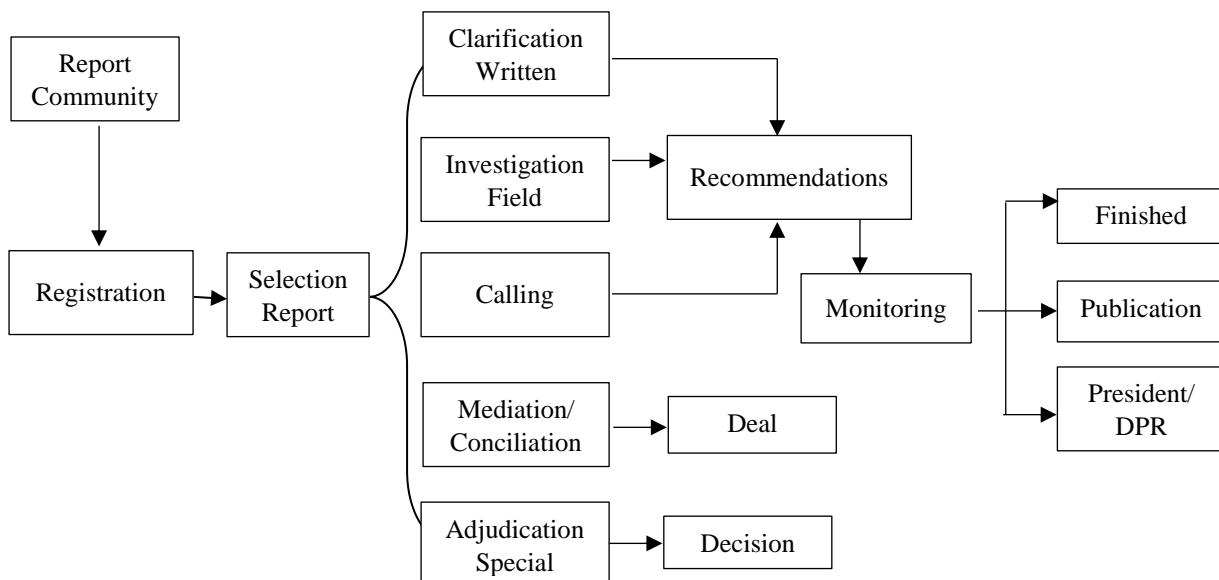 Report
Community
Registration
Selection
Report
Clarification
Written
Investigation
Field
Calling
Mediation/
Conciliation
Adjudication
Special
Recommendations
Deal
Decision
Monitoring
Finished
Publication
President/
DPR